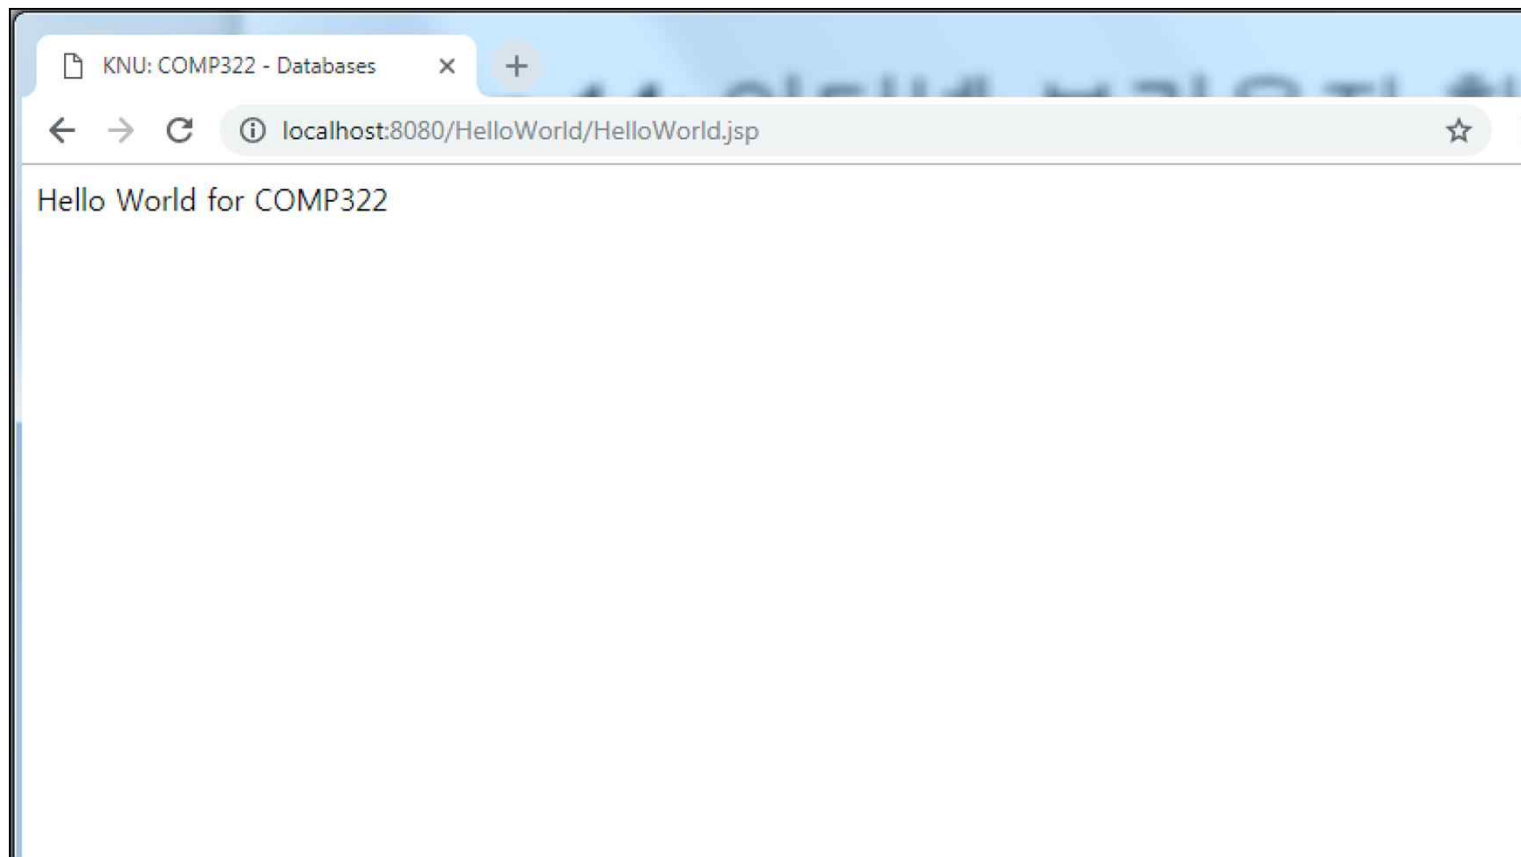 KNU: COMP322 - Databases
localhost:8080/HelloWorld/HelloWorld.jsp
Hello World for COMP322